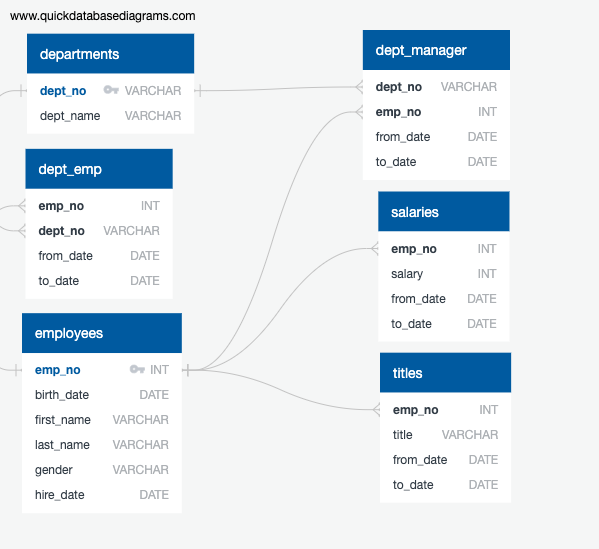 www.quickdatabasediagrams.com
departments
dept_no VARCHAR
dept_name VARCHAR
dept_emp
emp_no INT
dept_no VARCHAR
from_date DATE
to_date DATE
employees
emp_no INT
birth_date DATE
first_name VARCHAR
last_name VARCHAR
gender VARCHAR
hire_date DATE
dept_manager
dept_no VARCHAR
emp_no INT
from_date DATE
to_date DATE
salaries
emp_no INT
salary INT
from_date DATE
to_date DATE
titles
emp_no INT
title VARCHAR
from_date DATE
to_date DATE